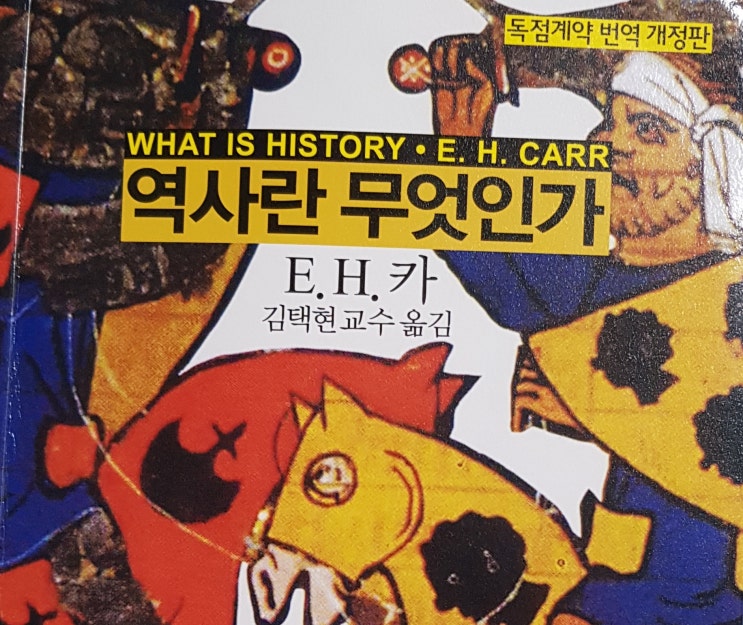 독점계약 번역 개정판
WHAT IS HISTORY • E. H. CARR
역사란 무엇인가
E. H. 카
김택현 교수 옮김